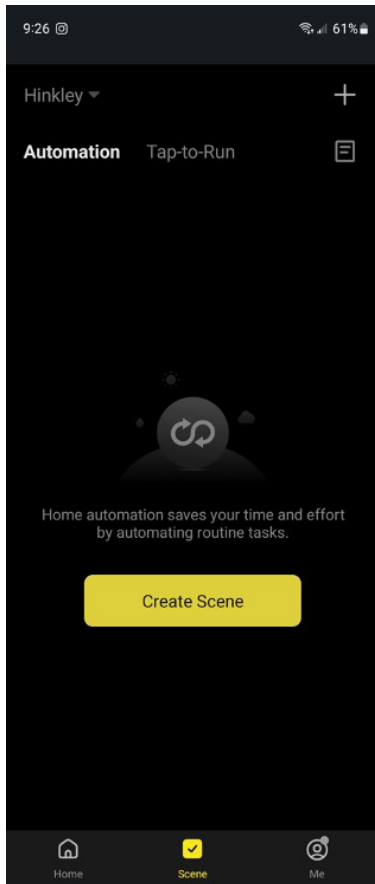 9:26 61%
Hinkley
Automation Tap-to-Run
Home automation saves your time and effort
by automating routine tasks.
Create Scene
Home Scene Me